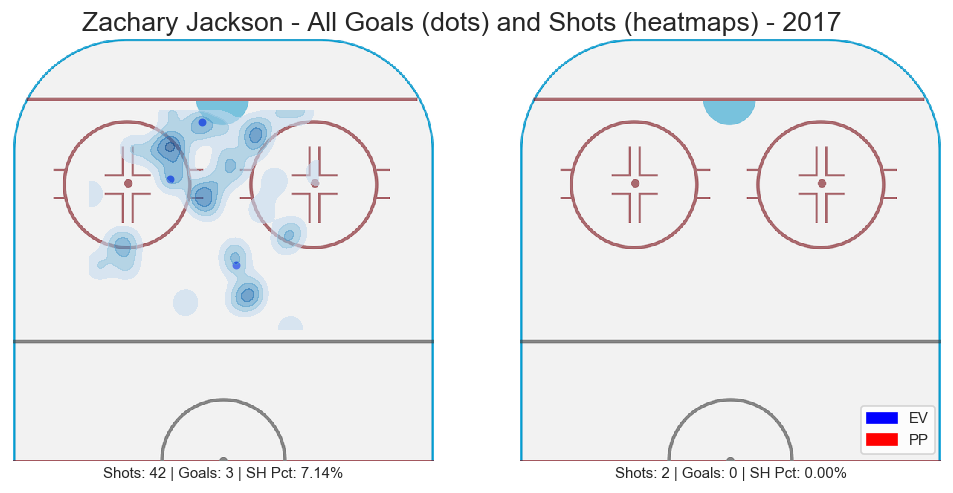 Zachary Jackson - All Goals (dots) and Shots (heatmaps) - 2017
EV
PP
Shots: 42 | Goals: 3 | SH Pct: 7.14%
Shots: 2 | Goals: 0 | SH Pct: 0.00%